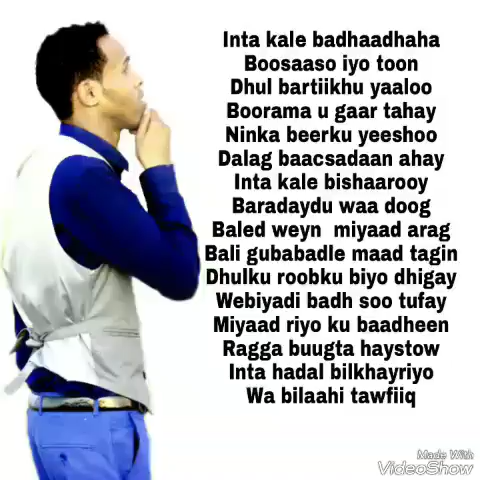 Inta kale badhaadhaha
Boosaaso iyo toon
Dhul bartiikhu yaaloo
Boorama u gaar tahay
Ninka beerku yeeshoo
Dalag baacsadaan ahay
Inta kale bishaarooy
Baradaydu waa doog
Baled weyn miyaad arag
Bali gubabadle maad tagin
Dhulku roobku biyo dhigay
Webiyadi badh soo tufay
Miyaad riyo ku baadheen
Ragga buugta haystow
Inta hadal bilkhayriyo
Wa bilaahi tawfiiq
Made With
VideoShow